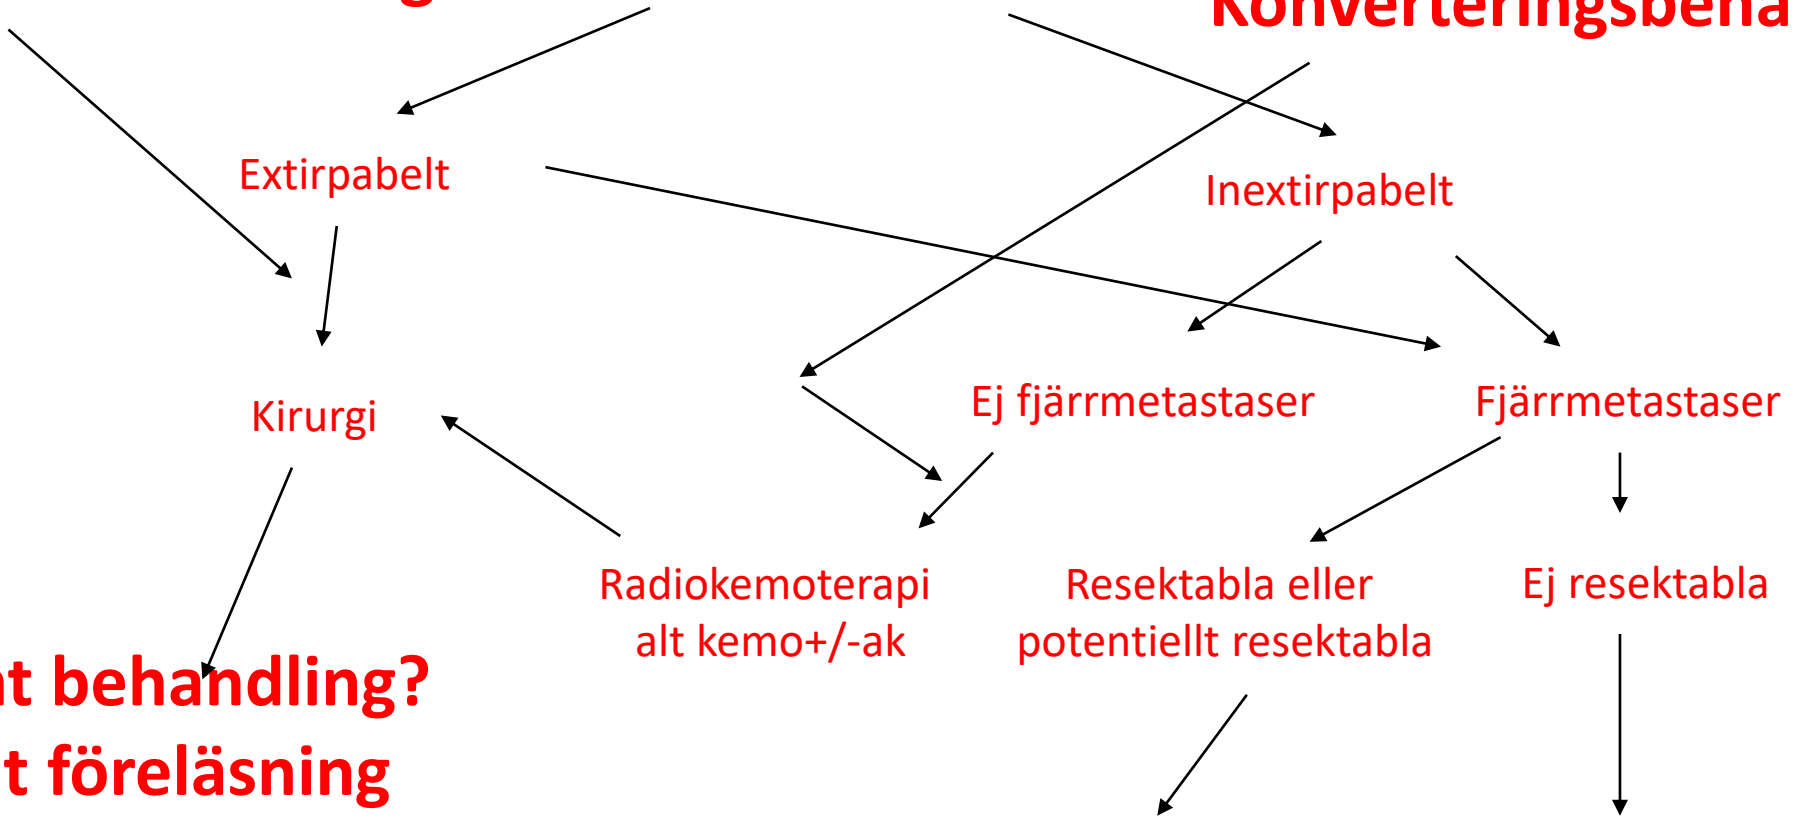 Extirpabelt
Inextirpabelt
Kirurgi
Ej fjärrmetastaser
Fjärrmetastaser
Radiokemoterapi
alt kemo+/-ak
Resektabla eller
potentiellt resektabla
Ej resektabla
behandling?
föreläsning